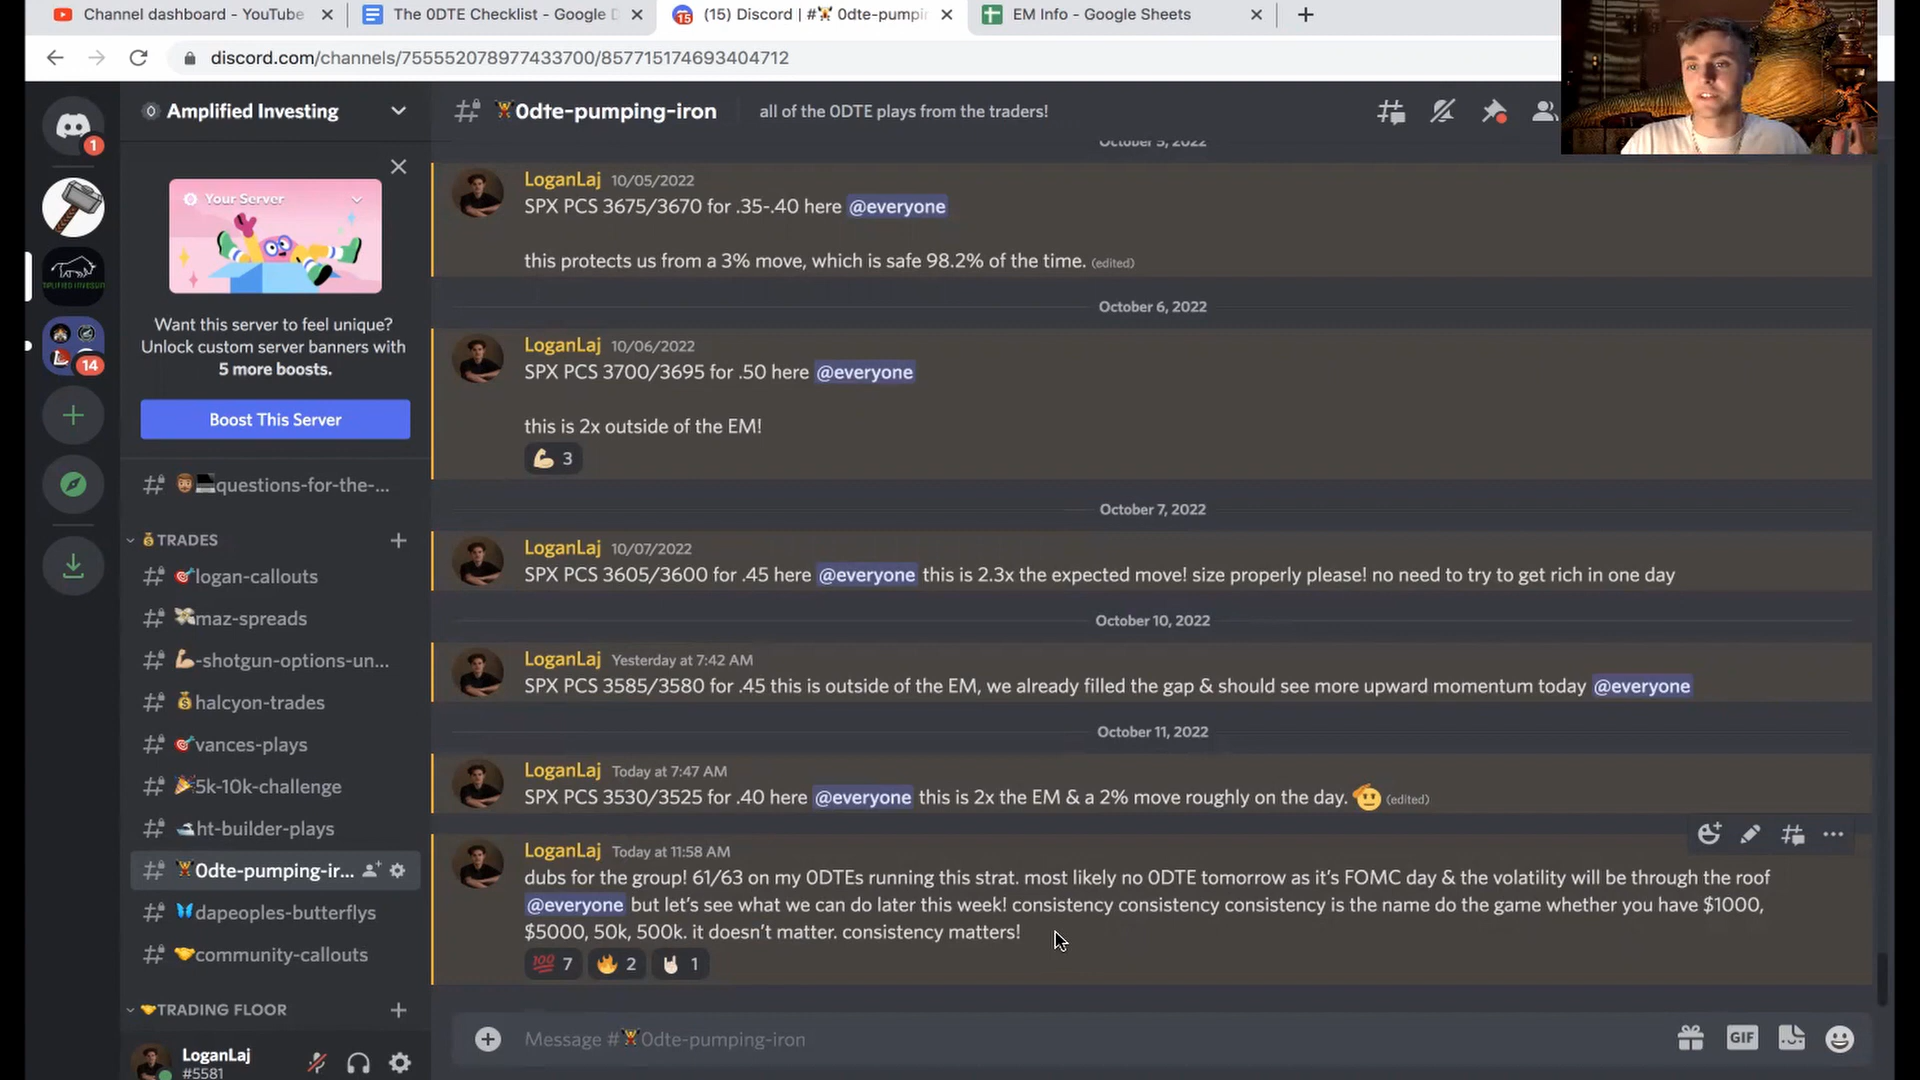 Channel dashboard - YouTube
The 0DTE Checklist - Google D
(15) Discord | #🏋 0dte-pumpin
EM Info - Google Sheets
discord.com/channels/755552078977433700/857715174693404712
Amplified Investing
🏋0dte-pumping-iron
all of the 0DTE plays from the traders!
1
14
Your Server
Want this server to feel unique?
Unlock custom server banners with
5 more boosts.
Boost This Server
questions-for-the-...
💰TRADES
🎯logan-callouts
💸maz-spreads
💪-shotgun-options-un...
💰halcyon-trades
🎯vances-plays
🎉5k-10k-challenge
ht-builder-plays
🏋0dte-pumping-ir...
🦋dapeoples-butterflys
🤝community-callouts
🤝TRADING FLOOR
LoganLaj
#5581
October 5, 2022
LoganLaj 10/05/2022
SPX PCS 3675/3670 for .35-.40 here @everyone
this protects us from a 3% move, which is safe 98.2% of the time. (edited)
October 6, 2022
LoganLaj 10/06/2022
SPX PCS 3700/3695 for .50 here @everyone
this is 2x outside of the EM!
💪 3
October 7, 2022
LoganLaj 10/07/2022
SPX PCS 3605/3600 for .45 here @everyone this is 2.3x the expected move! size properly please! no need to try to get rich in one day
October 10, 2022
LoganLaj Yesterday at 7:42 AM
SPX PCS 3585/3580 for .45 this is outside of the EM, we already filled the gap & should see more upward momentum today @everyone
October 11, 2022
LoganLaj Today at 7:47 AM
SPX PCS 3530/3525 for .40 here @everyone this is 2x the EM & a 2% move roughly on the day. 🫡 (edited)
LoganLaj Today at 11:58 AM
dubs for the group! 61/63 on my 0DTEs running this strat. most likely no 0DTE tomorrow as it's FOMC day & the volatility will be through the roof
@everyone but let's see what we can do later this week! consistency consistency consistency is the name do the game whether you have $1000,
$5000, 50k, 500k. it doesn't matter. consistency matters!
💯 7 🔥 2 🤘 1
Message #🏋0dte-pumping-iron
GIF